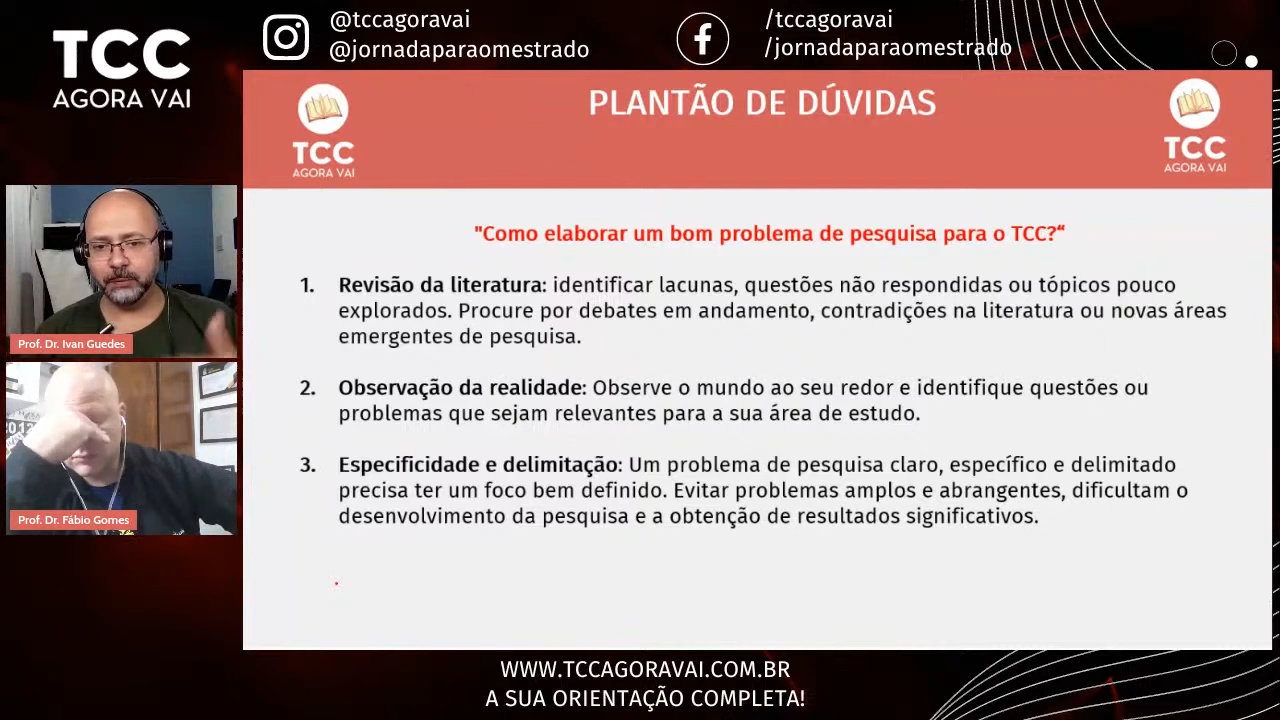 TCC
AGORA VAI
@tccagoravai
@jornadaparaomestrado
/tccagoravai
/jornadaparaomestrado
TCC
AGORA VAI
PLANTÃO DE DÚVIDAS
TCC
AGORA VAI
"Como elaborar um bom problema de pesquisa para o TCC?“
1. Revisão da literatura: identificar lacunas, questões não respondidas ou tópicos pouco
explorados. Procure por debates em andamento, contradições na literatura ou novas áreas
emergentes de pesquisa.
2. Observação da realidade: Observe o mundo ao seu redor e identifique questões ou
problemas que sejam relevantes para a sua área de estudo.
3. Especificidade e delimitação: Um problema de pesquisa claro, específico e delimitado
precisa ter um foco bem definido. Evitar problemas amplos e abrangentes, dificultam o
desenvolvimento da pesquisa e a obtenção de resultados significativos.
Prof. Dr. Ivan Guedes
Prof. Dr. Fábio Gomes
WWW.TCCAGORAVAI.COM.BR
A SUA ORIENTAÇÃO COMPLETA!